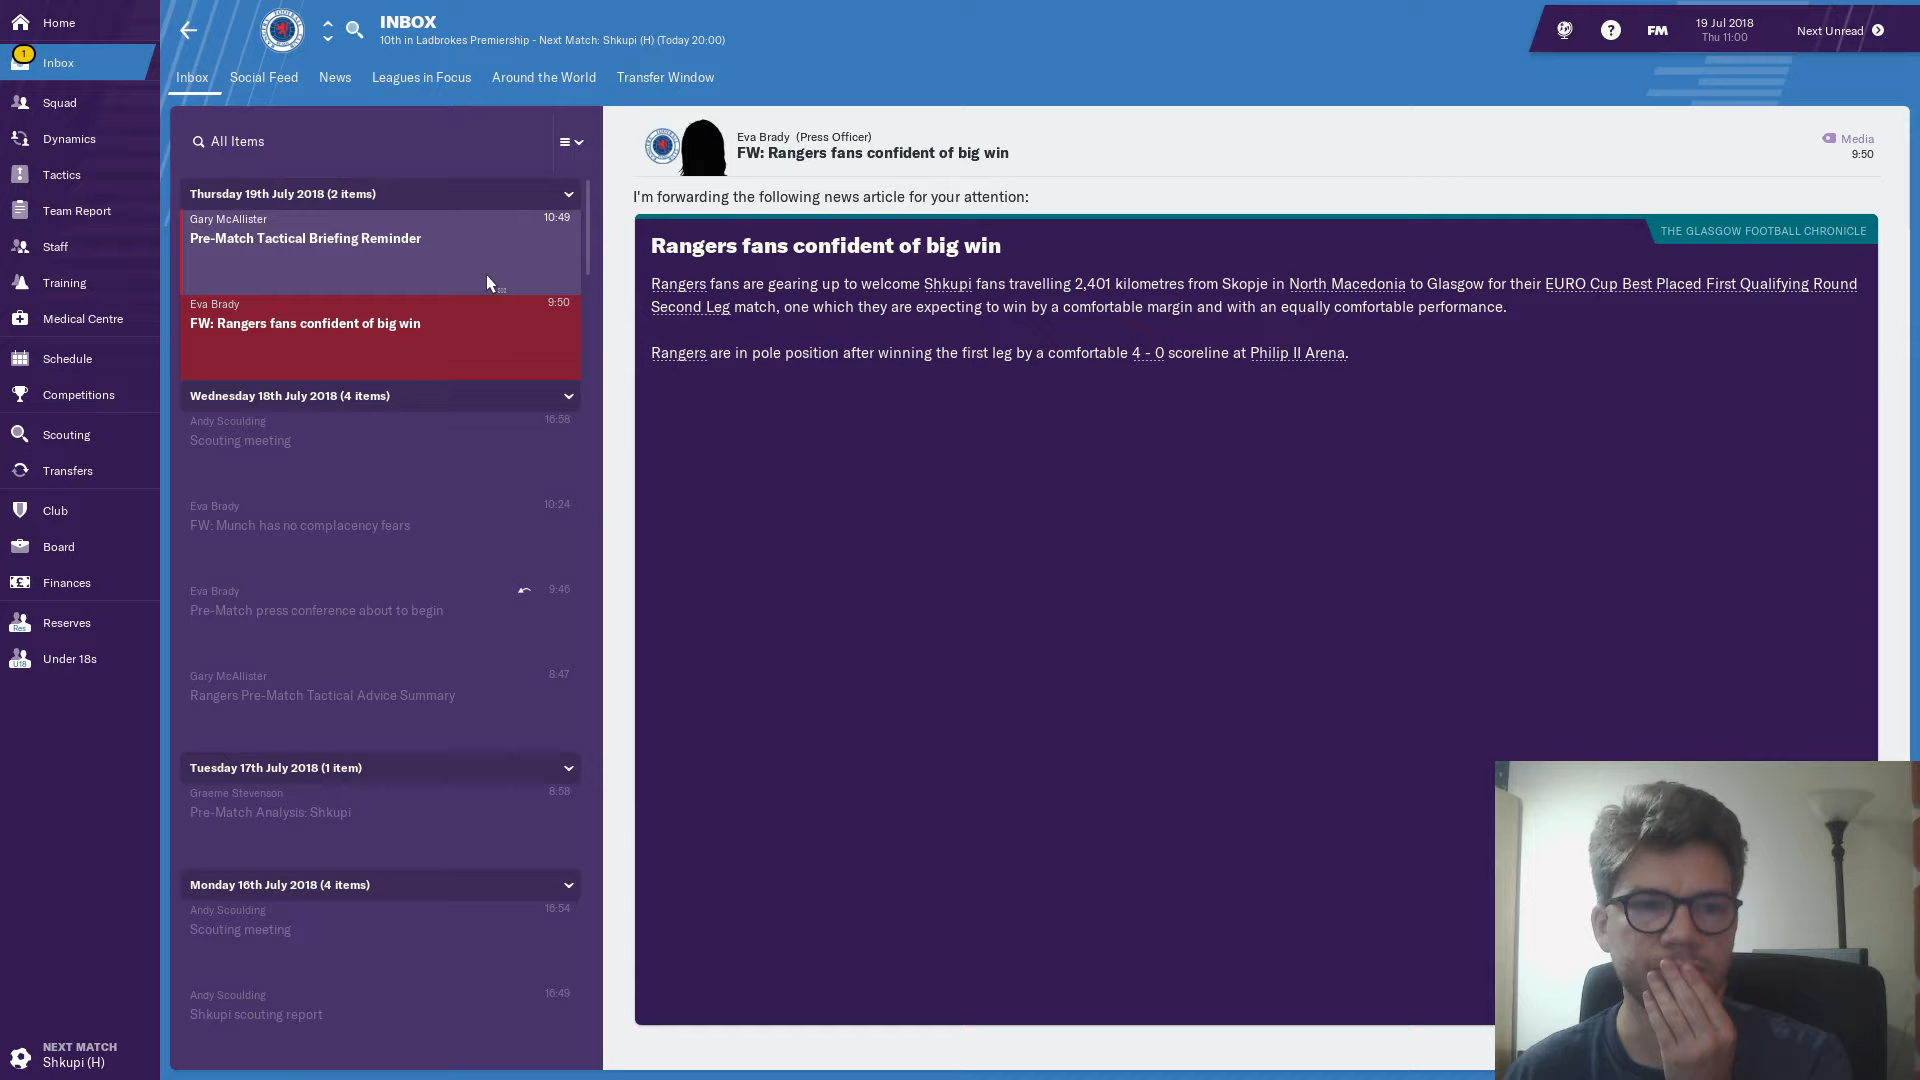 Home
1
Inbox
Squad
Dynamics
Tactics
Team Report
Staff
Training
Medical Centre
Schedule
Competitions
Scouting
Transfers
Club
Board
Finances
Res
Reserves
U18
Under 18s
NEXT MATCH
Shkupi (H)
INBOX
10th in Ladbrokes Premiership - Next Match: Shkupi (H) (Today 20:00)
FM
19 Jul 2018
Thu 11:00
Next Unread
Inbox Social Feed News Leagues in Focus Around the World Transfer Window
All Items
Thursday 19th July 2018 (2 items)
Gary McAllister 10:49
Pre-Match Tactical Briefing Reminder
Eva Brady 9:50
FW: Rangers fans confident of big win
Wednesday 18th July 2018 (4 items)
Andy Scoulding 16:58
Scouting meeting
Eva Brady 10:24
FW: Munch has no complacency fears
Eva Brady 9:46
Pre-Match press conference about to begin
Gary McAllister 8:47
Rangers Pre-Match Tactical Advice Summary
Tuesday 17th July 2018 (1 item)
Graeme Stevenson 8:58
Pre-Match Analysis: Shkupi
Monday 16th July 2018 (4 items)
Andy Scoulding 16:54
Scouting meeting
Andy Scoulding 16:49
Shkupi scouting report
Eva Brady (Press Officer)
FW: Rangers fans confident of big win
Media
9:50
I'm forwarding the following news article for your attention:
THE GLASGOW FOOTBALL CHRONICLE
Rangers fans confident of big win
Rangers fans are gearing up to welcome Shkupi fans travelling 2,401 kilometres from Skopje in North Macedonia to Glasgow for their EURO Cup Best Placed First Qualifying Round
Second Leg match, one which they are expecting to win by a comfortable margin and with an equally comfortable performance.
Rangers are in pole position after winning the first leg by a comfortable 4 - 0 scoreline at Philip II Arena.